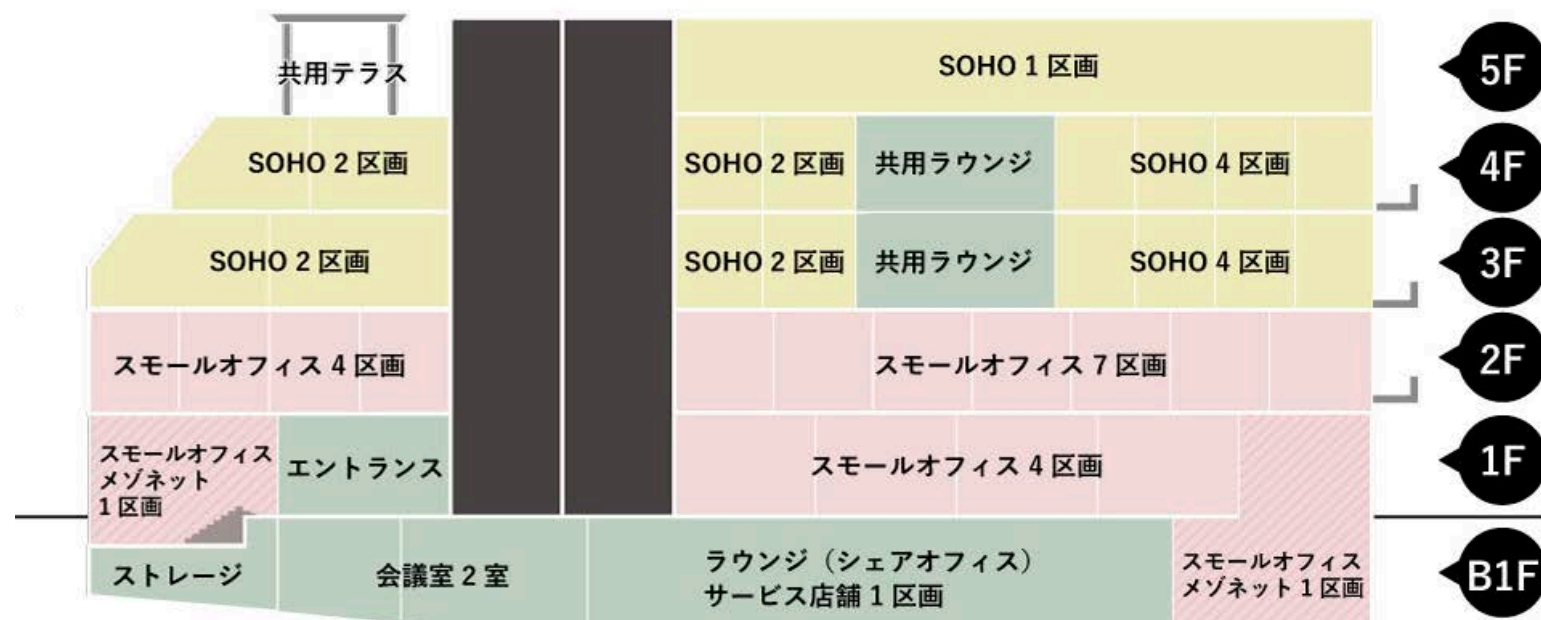 共用テラス
SOHO 1 区画
5F
SOHO 2 区画
SOHO 2 区画
共用ラウンジ
SOHO 4 区画
4F
SOHO 2 区画
SOHO 2 区画
共用ラウンジ
SOHO 4 区画
3F
スモールオフィス 4 区画
スモールオフィス 7 区画
2F
スモールオフィス
メゾネット
1 区画
エントランス
スモールオフィス 4 区画
1F
ストレージ
会議室 2 室
ラウンジ（シェアオフィス）
サービス店舗 1 区画
スモールオフィス
メゾネット 1 区画
B1F